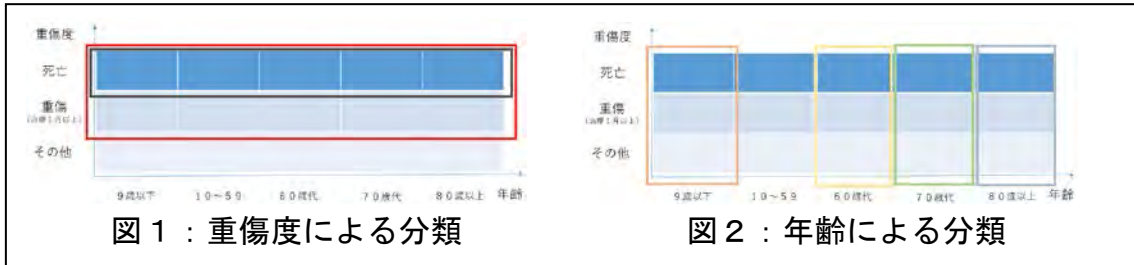 重傷度
死亡
重傷
(治療1月以上)
その他
9歳以下 10~59 60歳代 70歳代 80歳以上 年齢
図1:重傷度による分類
重傷度
死亡
重傷
(治療1月以上)
その他
9歳以下 10~59 60歳代 70歳代 80歳以上 年齢
図2:年齢による分類